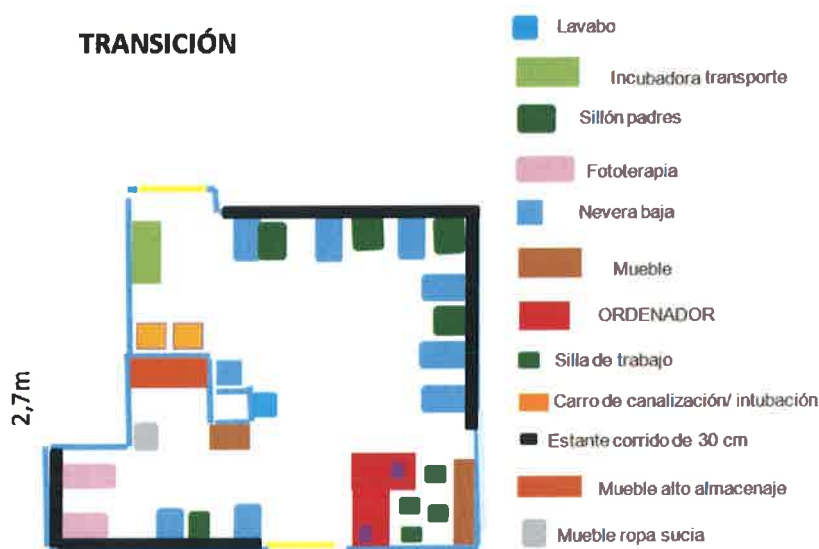 TRANSICIÓN
Lavabo
Incubadora transporte
Sillón padres
Fototerapia
Nevera baja
Mueble
ORDENADOR
Silla de trabajo
Carro de canalización/ intubación
Estante corrido de 30 cm
Mueble alto almacenaje
Mueble ropa sucia
2,7m